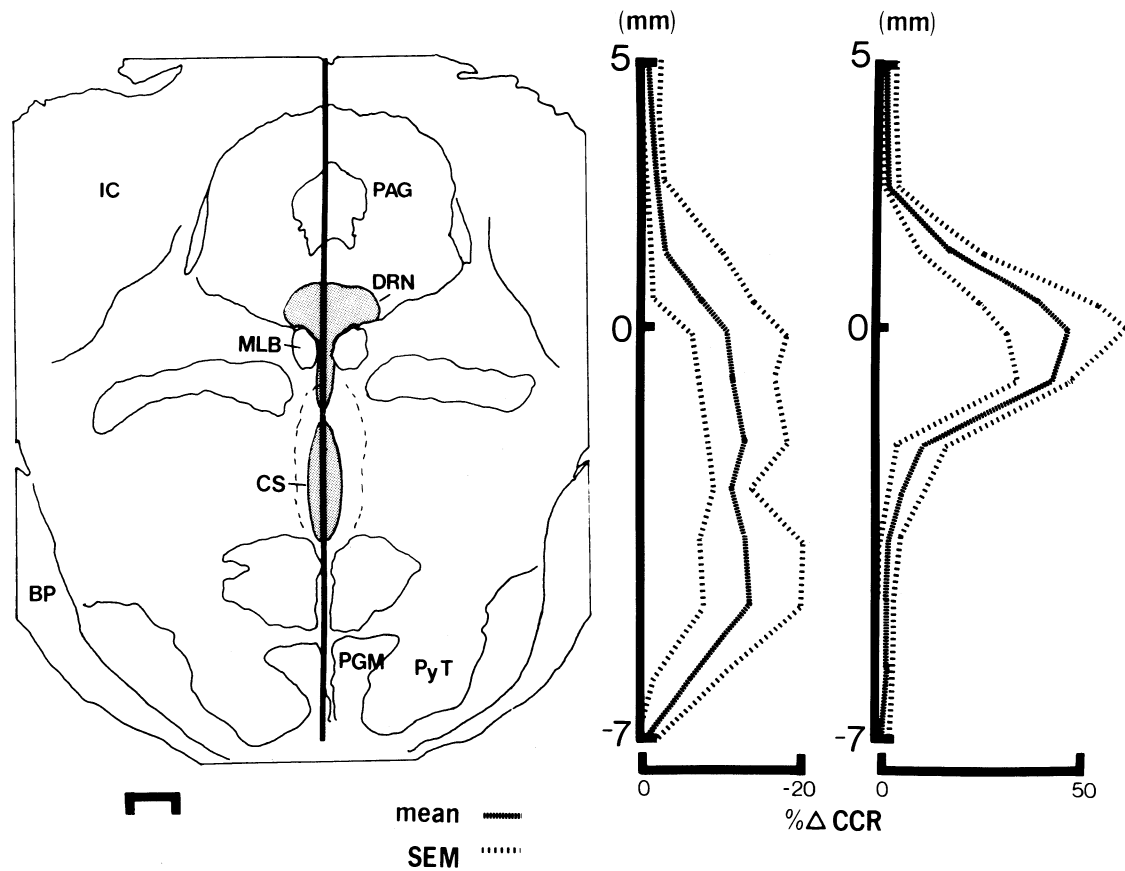 (mm) (mm)
5 5
IC PAG
DRN
0 0
MLB
CS
BP
PGM PyT
-7 -7
0 -20 0 50
mean % Δ CCR
SEM